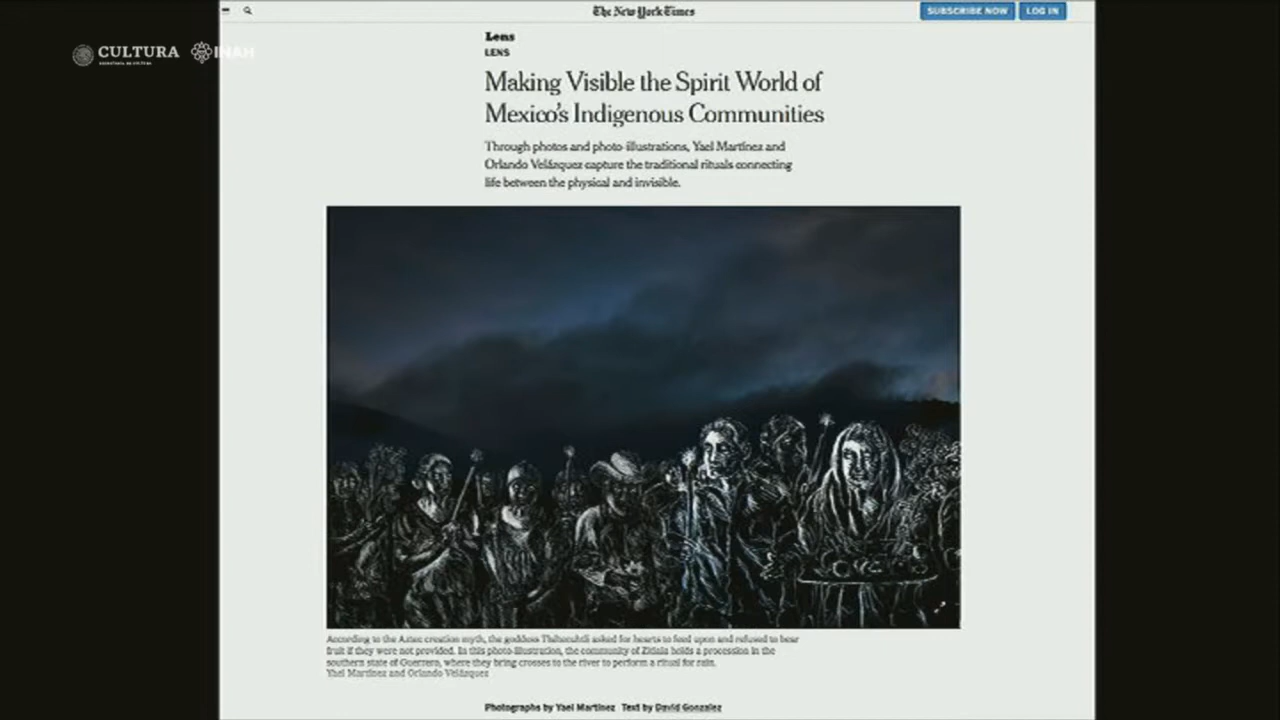 The New York Times
SUBSCRIBE NOW
LOG IN
CULTURA
SECRETARÍA DE CULTURA
INAH
Lens
LENS
Making Visible the Spirit World of
Mexico's Indigenous Communities
Through photos and photo-illustrations, Yael Martínez and
Orlando Velázquez capture the traditional rituals connecting
life between the physical and invisible.
According to the Aztec creation myth, the goddess Tlaltecuhtli asked for hearts to feed upon and refused to bear
fruit if they were not provided. In this photo-illustration, the community of Zitlala holds a procession in the
southern state of Guerrero, where they bring crosses to the river to perform a ritual for rain.
Yael Martínez and Orlando Velázquez
Photographs by Yael Martínez Text by David Gonzalez